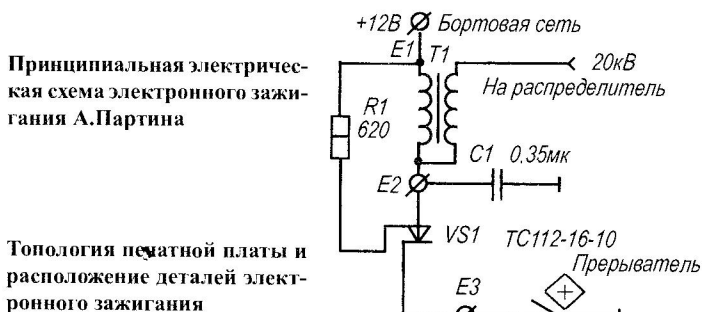 +12В Бортовая сеть
E1 T1
20кВ
На распределитель
Принципиальная электричес-
кая схема электронного зажи-
гания А.Партина
R1
620
C1 0,35мк
E2
VS1 ТС112-16-10
Прерыватель
E3
Топология печатной платы и
расположение деталей элект-
ронного зажигания